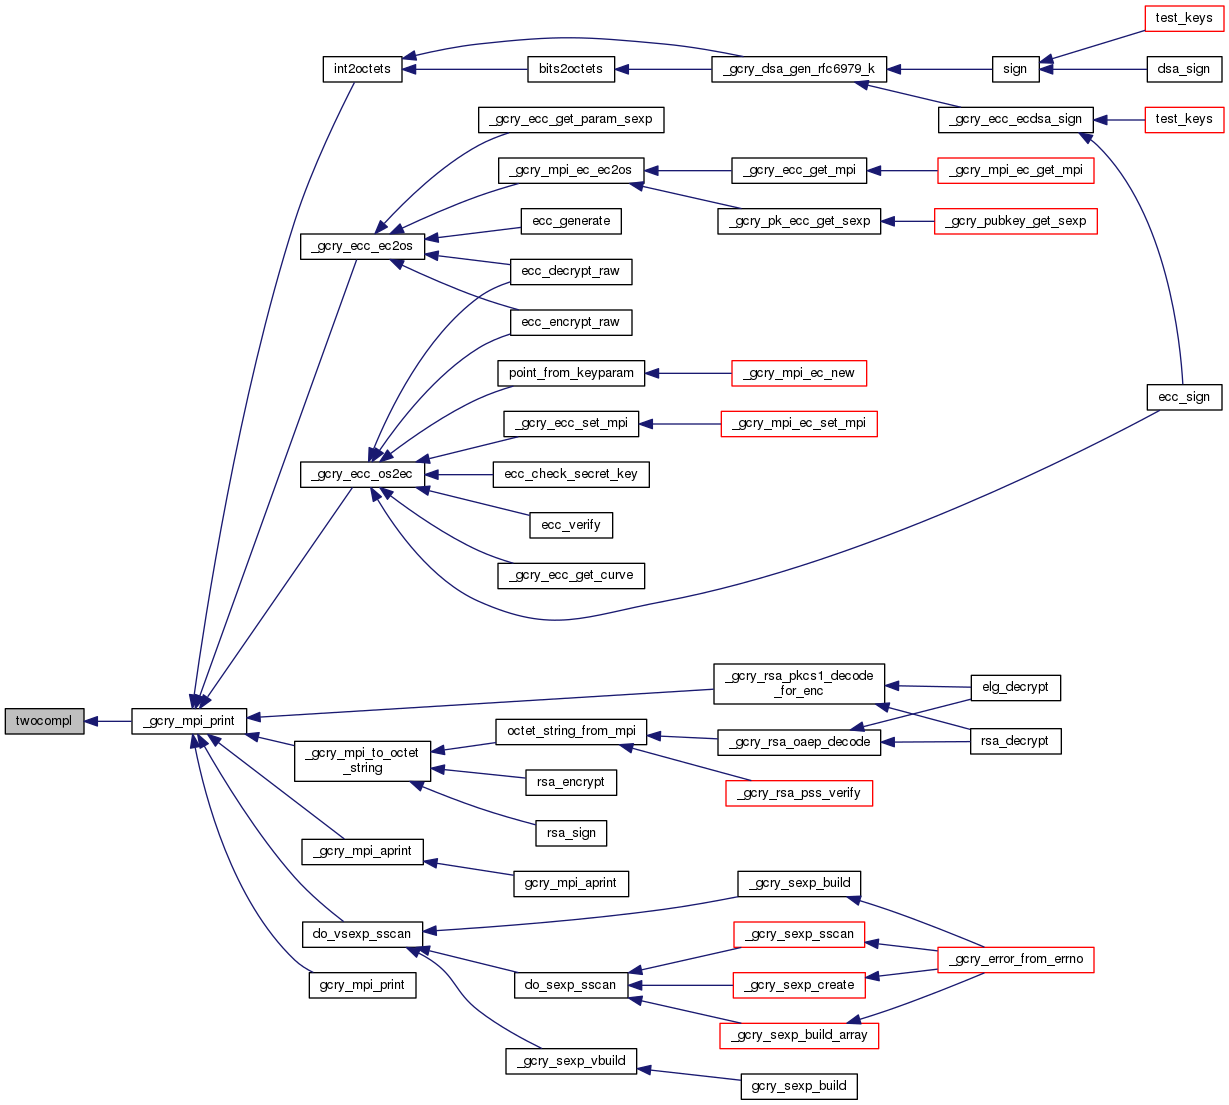 test_keys
int2octets
bits2octets
_gcry_dsa_gen_rfc6979_k
sign
dsa_sign
_gcry_ecc_get_param_sexp
_gcry_ecc_ecdsa_sign
test_keys
_gcry_mpi_ec_ec2os
_gcry_ecc_get_mpi
_gcry_mpi_ec_get_mpi
ecc_generate
_gcry_pk_ecc_get_sexp
_gcry_pubkey_get_sexp
_gcry_ecc_ec2os
ecc_decrypt_raw
ecc_encrypt_raw
point_from_keyparam
_gcry_mpi_ec_new
ecc_sign
_gcry_ecc_set_mpi
_gcry_mpi_ec_set_mpi
_gcry_ecc_os2ec
ecc_check_secret_key
ecc_verify
_gcry_ecc_get_curve
_gcry_rsa_pkcs1_decode
_for_enc
elg_decrypt
twocompl
_gcry_mpi_print
octet_string_from_mpi
_gcry_rsa_oaep_decode
rsa_decrypt
_gcry_mpi_to_octet
_string
rsa_encrypt
_gcry_rsa_pss_verify
rsa_sign
_gcry_mpi_aprint
gcry_mpi_aprint
_gcry_sexp_build
do_vsexp_sscan
_gcry_sexp_sscan
_gcry_error_from_errno
gcry_mpi_print
do_sexp_sscan
_gcry_sexp_create
_gcry_sexp_build_array
_gcry_sexp_vbuild
gcry_sexp_build